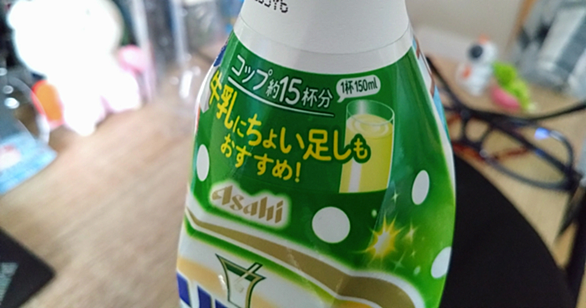 コップ約15杯分
1杯150ml
牛乳にちょい足しも
おすすめ!
Asahi